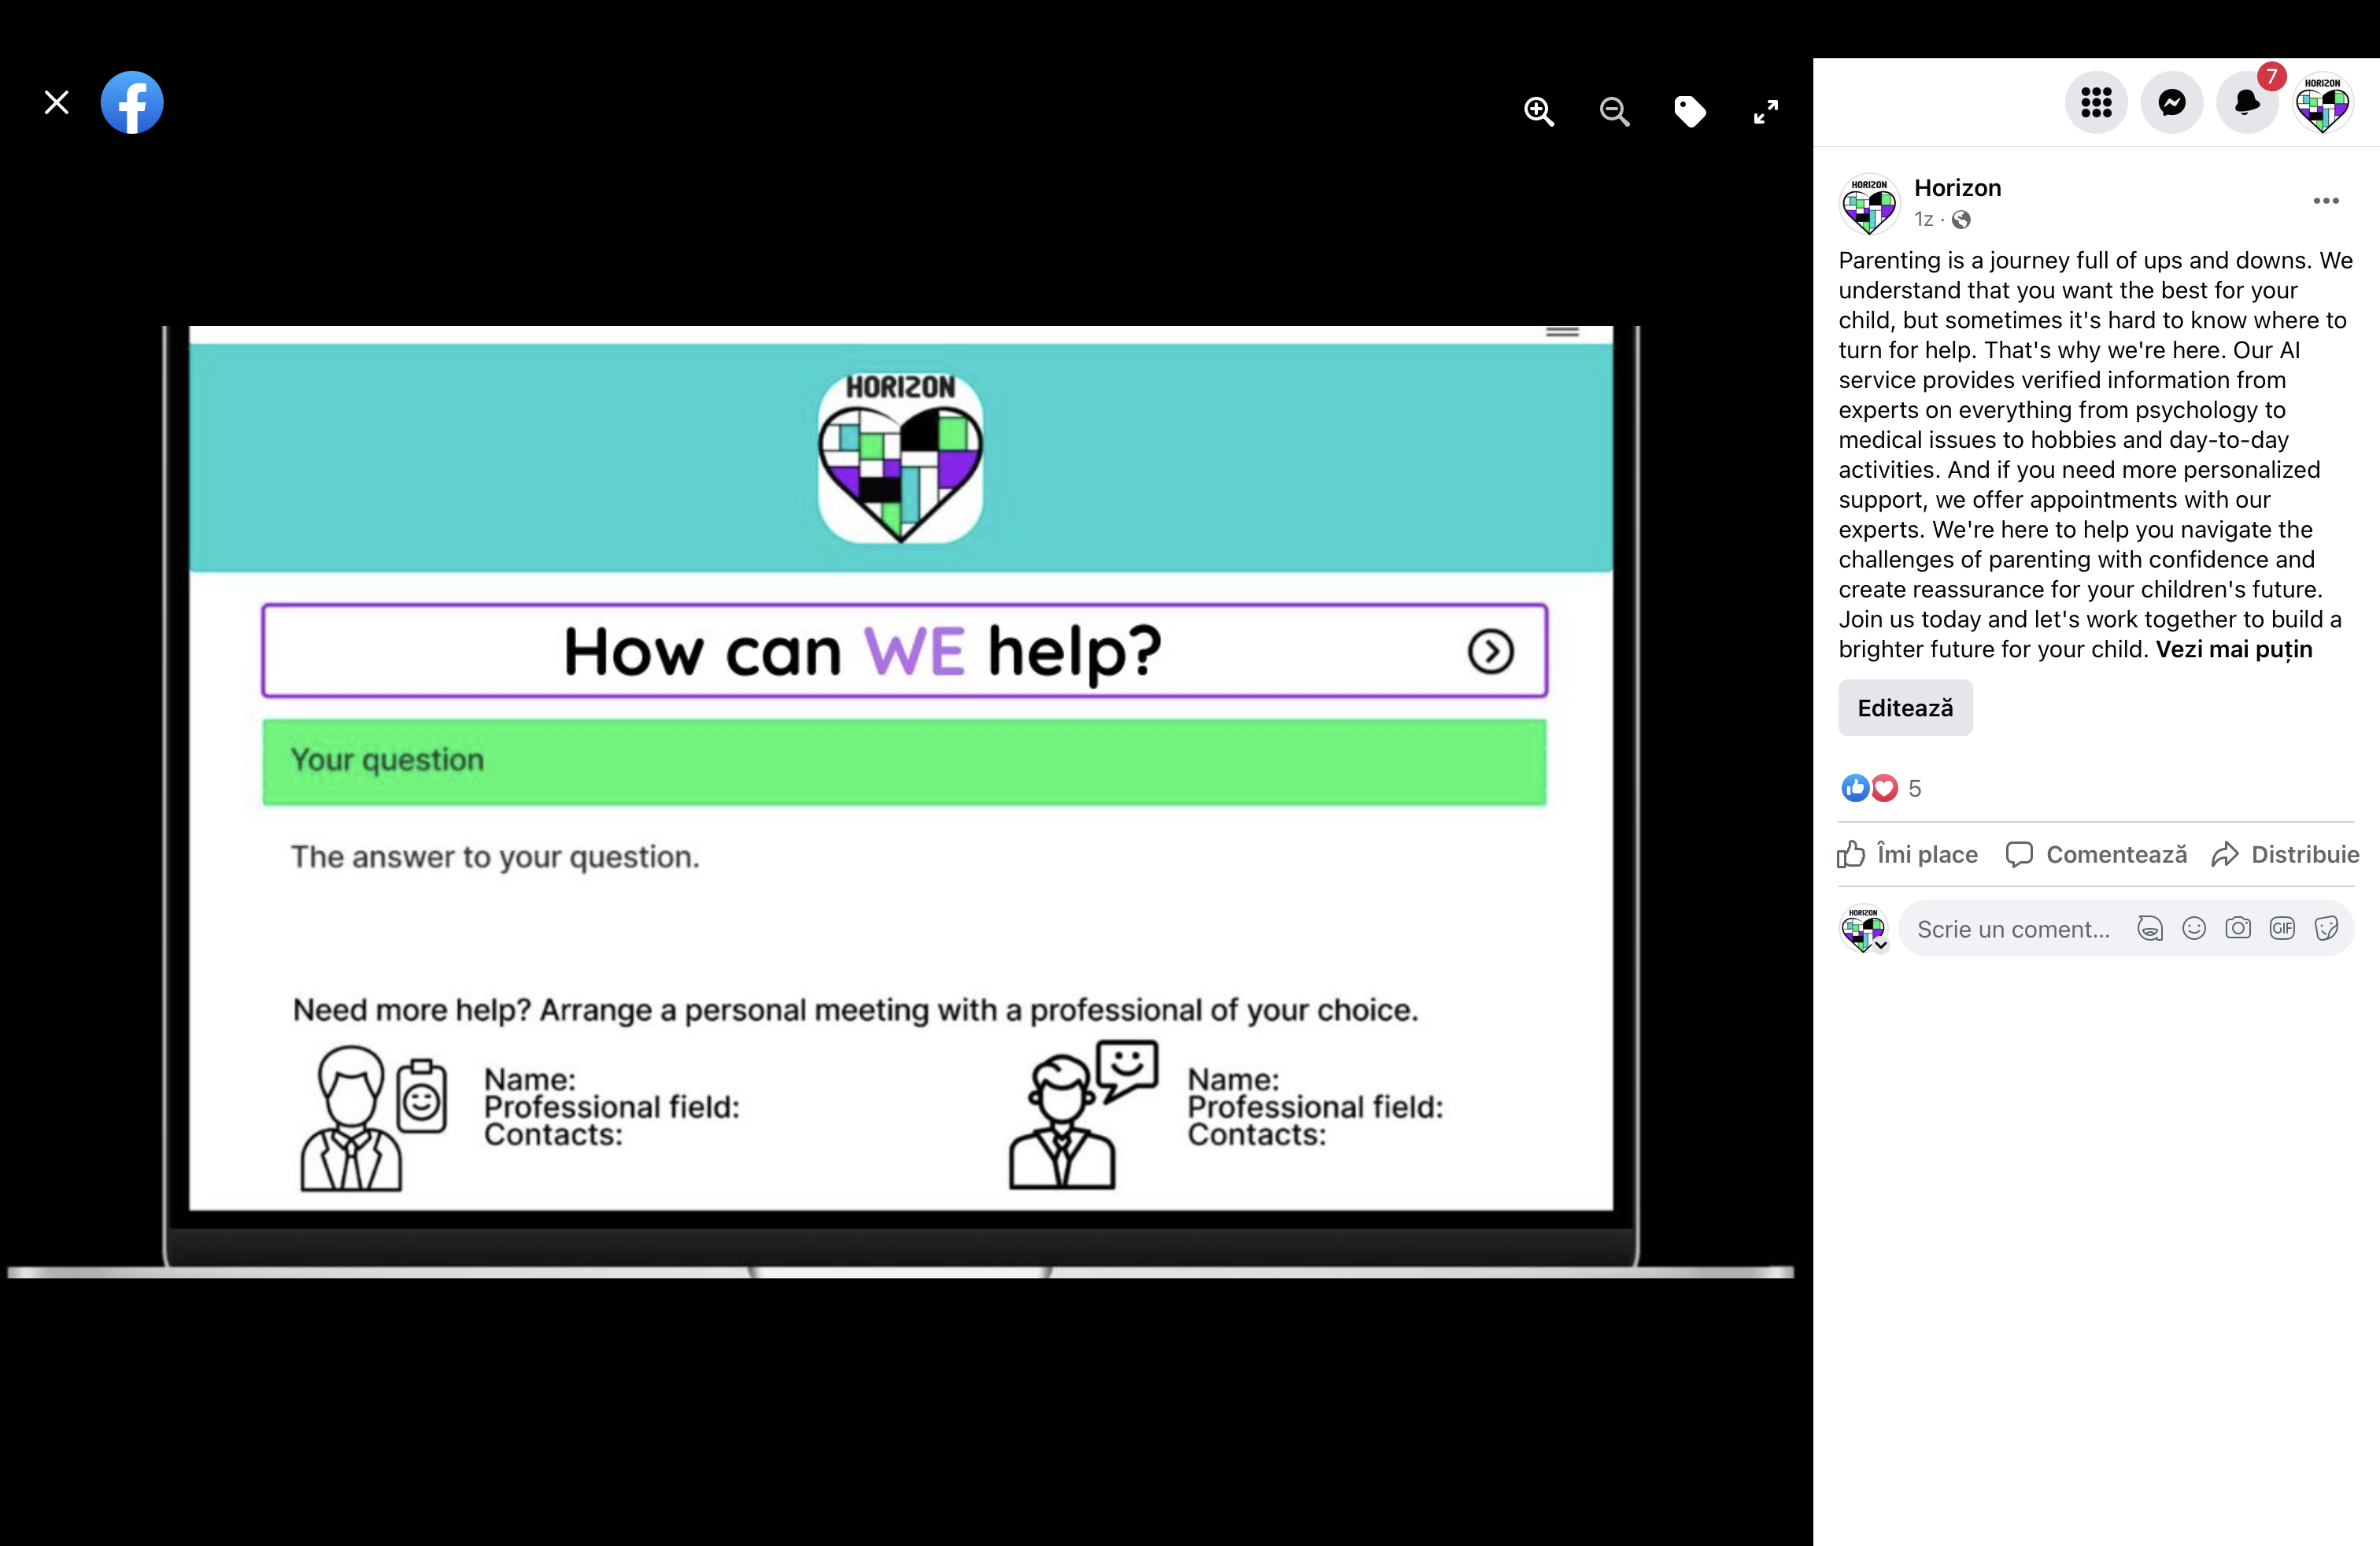 HORIZON
How can WE help?
Your question
The answer to your question.
Need more help? Arrange a personal meeting with a professional of your choice.
Name:
Professional field:
Contacts:
Name:
Professional field:
Contacts:
7
HORIZON
HORIZON
Horizon
1z ·
Parenting is a journey full of ups and downs. We
understand that you want the best for your
child, but sometimes it's hard to know where to
turn for help. That's why we're here. Our AI
service provides verified information from
experts on everything from psychology to
medical issues to hobbies and day-to-day
activities. And if you need more personalized
support, we offer appointments with our
experts. We're here to help you navigate the
challenges of parenting with confidence and
create reassurance for your children's future.
Join us today and let's work together to build a
brighter future for your child. Vezi mai puțin
Editează
5
Îmi place Comentează Distribuie
HORIZON
Scrie un coment... GIF